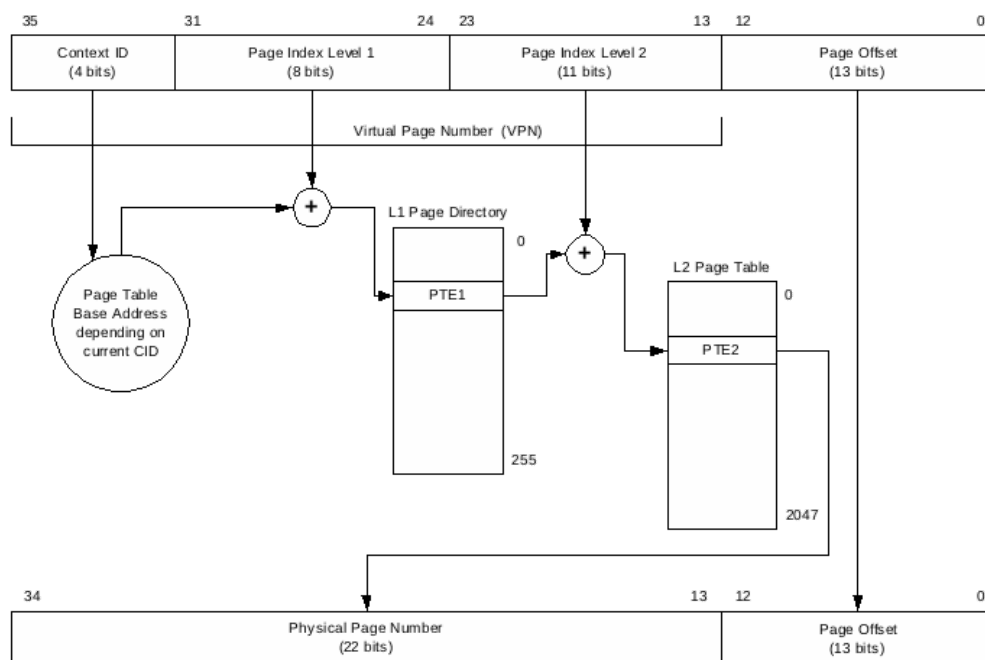 35 31 24 23 13 12 0
Context ID Page Index Level 1 Page Index Level 2 Page Offset
(4 bits) (8 bits) (11 bits) (13 bits)
Virtual Page Number (VPN)
+
L1 Page Directory
0
+
L2 Page Table
Page Table
Base Address
depending on
current CID
PTE1
0
PTE2
255
2047
34 13 12 0
Physical Page Number Page Offset
(22 bits) (13 bits)